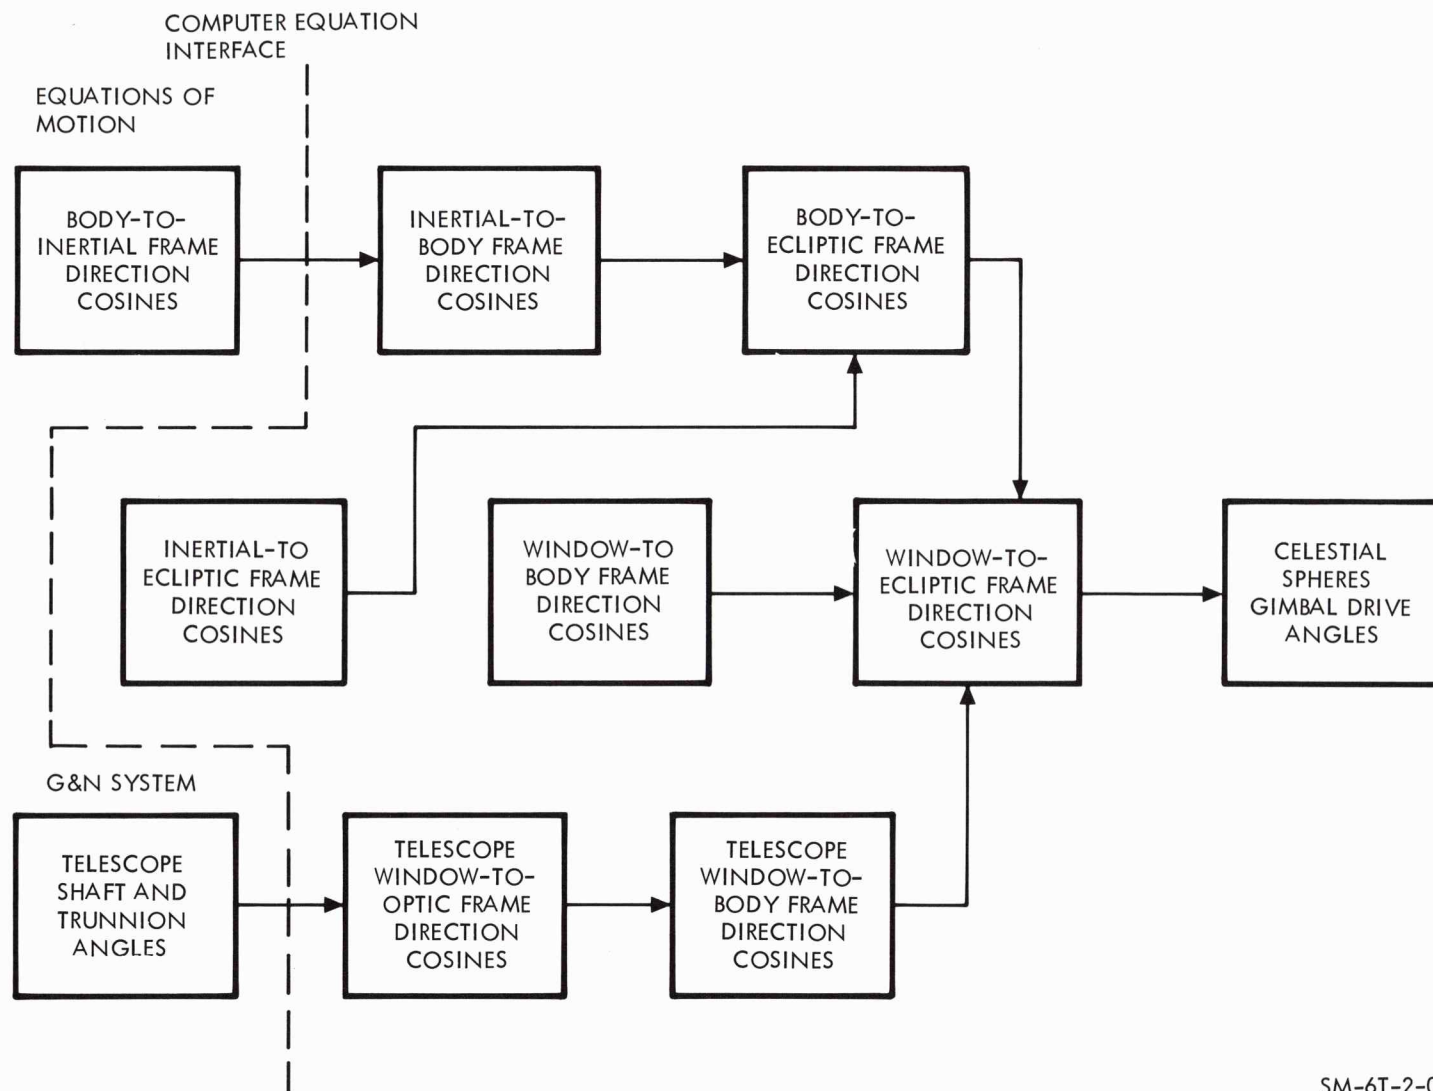 COMPUTER EQUATION
INTERFACE
EQUATIONS OF
MOTION
BODY-TO-
INERTIAL FRAME
DIRECTION
COSINES
INERTIAL-TO-
BODY FRAME
DIRECTION
COSINES
BODY-TO-
ECLIPTIC FRAME
DIRECTION
COSINES
INERTIAL-TO
ECLIPTIC FRAME
DIRECTION
COSINES
WINDOW-TO
BODY FRAME
DIRECTION
COSINES
WINDOW-TO-
ECLIPTIC FRAME
DIRECTION
COSINES
CELESTIAL
SPHERES
GIMBAL DRIVE
ANGLES
G&N SYSTEM
TELESCOPE
SHAFT AND
TRUNNION
ANGLES
TELESCOPE
WINDOW-TO-
OPTIC FRAME
DIRECTION
COSINES
TELESCOPE
WINDOW-TO-
BODY FRAME
DIRECTION
COSINES